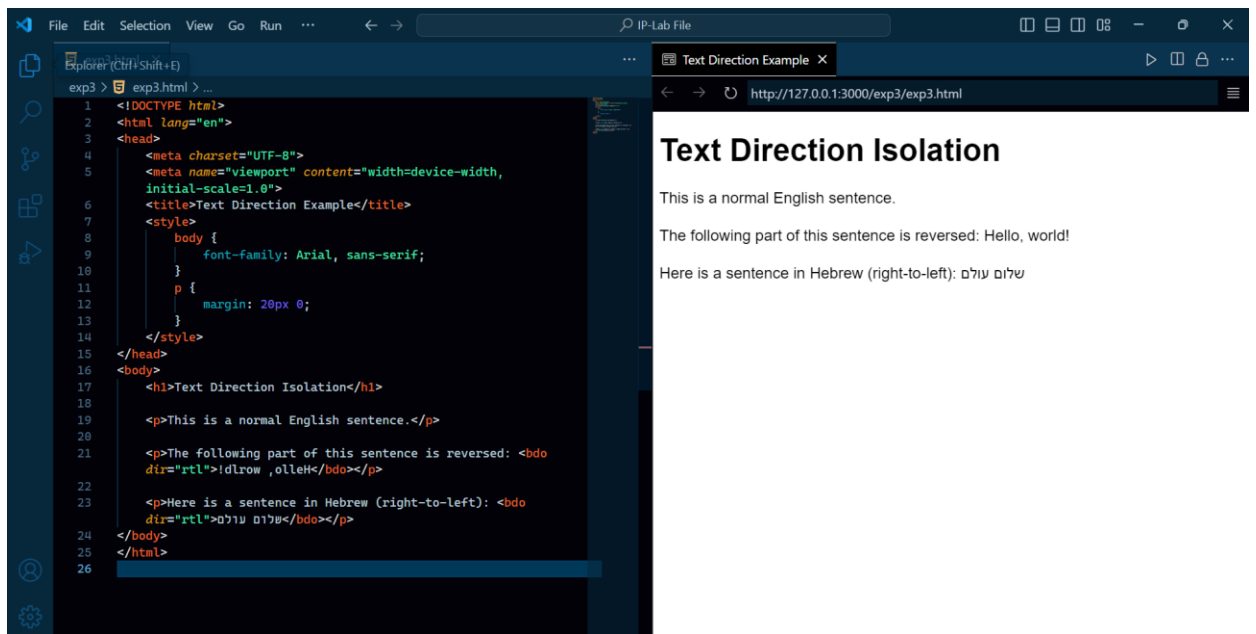 File Edit Selection View Go Run ···
IP-Lab File
exp3.html
Explorer (Ctrl+Shift+E)
exp3 > exp3.html > ...
1 <!DOCTYPE html>
2 <html lang="en">
3 <head>
4 <meta charset="UTF-8">
5 <meta name="viewport" content="width=device-width,
initial-scale=1.0">
6 <title>Text Direction Example</title>
7 <style>
8 body {
9 font-family: Arial, sans-serif;
10 }
11 p {
12 margin: 20px 0;
13 }
14 </style>
15 </head>
16 <body>
17 <h1>Text Direction Isolation</h1>
18
19 <p>This is a normal English sentence.</p>
20
21 <p>The following part of this sentence is reversed: <bdo
dir="rtl">!dlrow ,olleH</bdo></p>
22
23 <p>Here is a sentence in Hebrew (right-to-left): <bdo
dir="rtl">שלום עולם</bdo></p>
24 </body>
25 </html>
26
Text Direction Example
http://127.0.0.1:3000/exp3/exp3.html
Text Direction Isolation
This is a normal English sentence.
The following part of this sentence is reversed: Hello, world!
Here is a sentence in Hebrew (right-to-left): שלום עולם